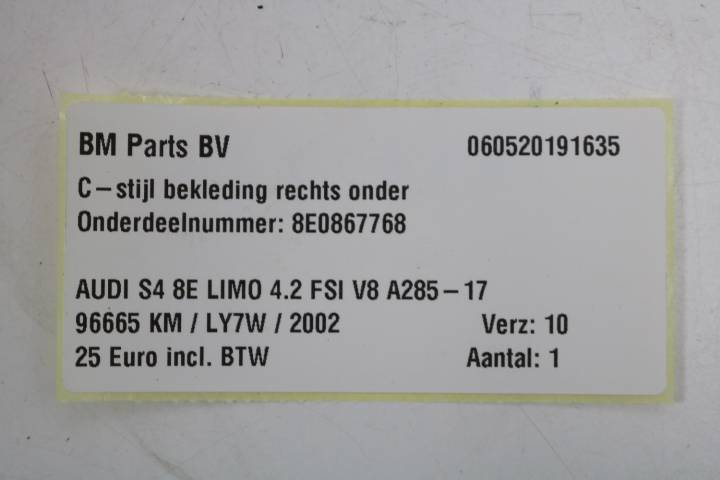 BM Parts BV 060520191635
C-stijl bekleding rechts onder
Onderdeelnummer: 8E0867768
AUDI S4 8E LIMO 4.2 FSI V8 A285-17
96665 KM / LY7W / 2002 Verz: 10
25 Euro incl. BTW Aantal: 1